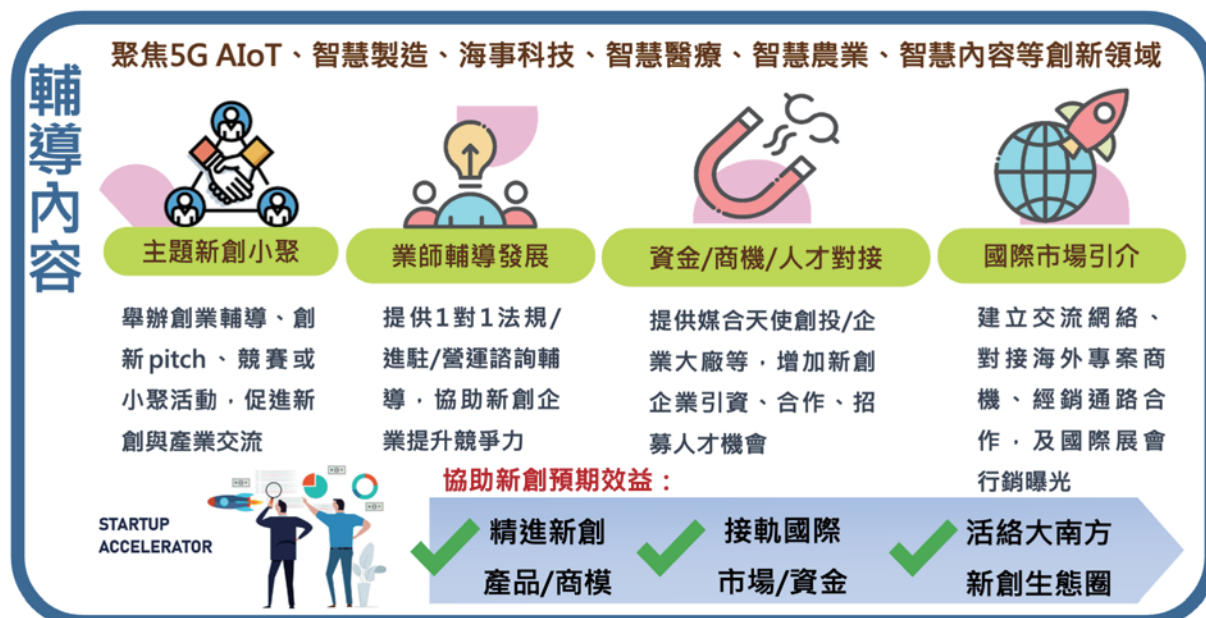 聚焦5G AIoT、智慧製造、海事科技、智慧醫療、智慧農業、智慧內容等創新領域
輔導內容
主題新創小聚
舉辦創業輔導、創
新pitch、競賽或
小聚活動，促進新
創與產業交流
業師輔導發展
提供1對1法規/
進駐/營運諮詢輔
導，協助新創企
業提升競爭力
資金/商機/人才對接
提供媒合天使創投/企
業大廠等，增加新創
企業引資、合作、招
募人才機會
國際市場引介
建立交流網絡、
對接海外專案商
機、經銷通路合
作，及國際展會
行銷曝光
STARTUP
ACCELERATOR
協助新創預期效益：
精進新創
產品/商模
接軌國際
市場/資金
活絡大南方
新創生態圈